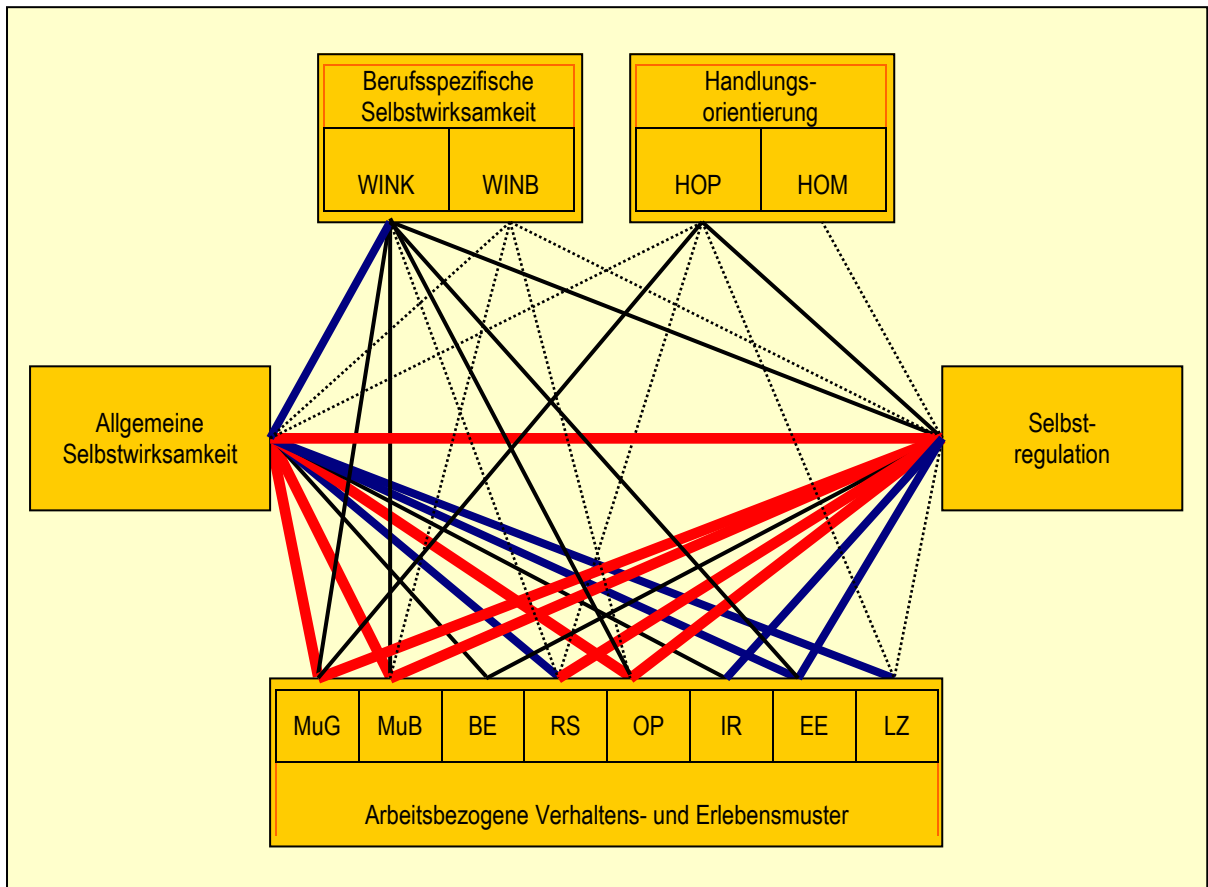 Berufsspezifische
Selbstwirksamkeit
WINK WINB
Handlungs-
orientierung
HOP HOM
Allgemeine
Selbstwirksamkeit
Selbst-
regulation
MuG MuB BE RS OP IR EE LZ
Arbeitsbezogene Verhaltens- und Erlebensmuster